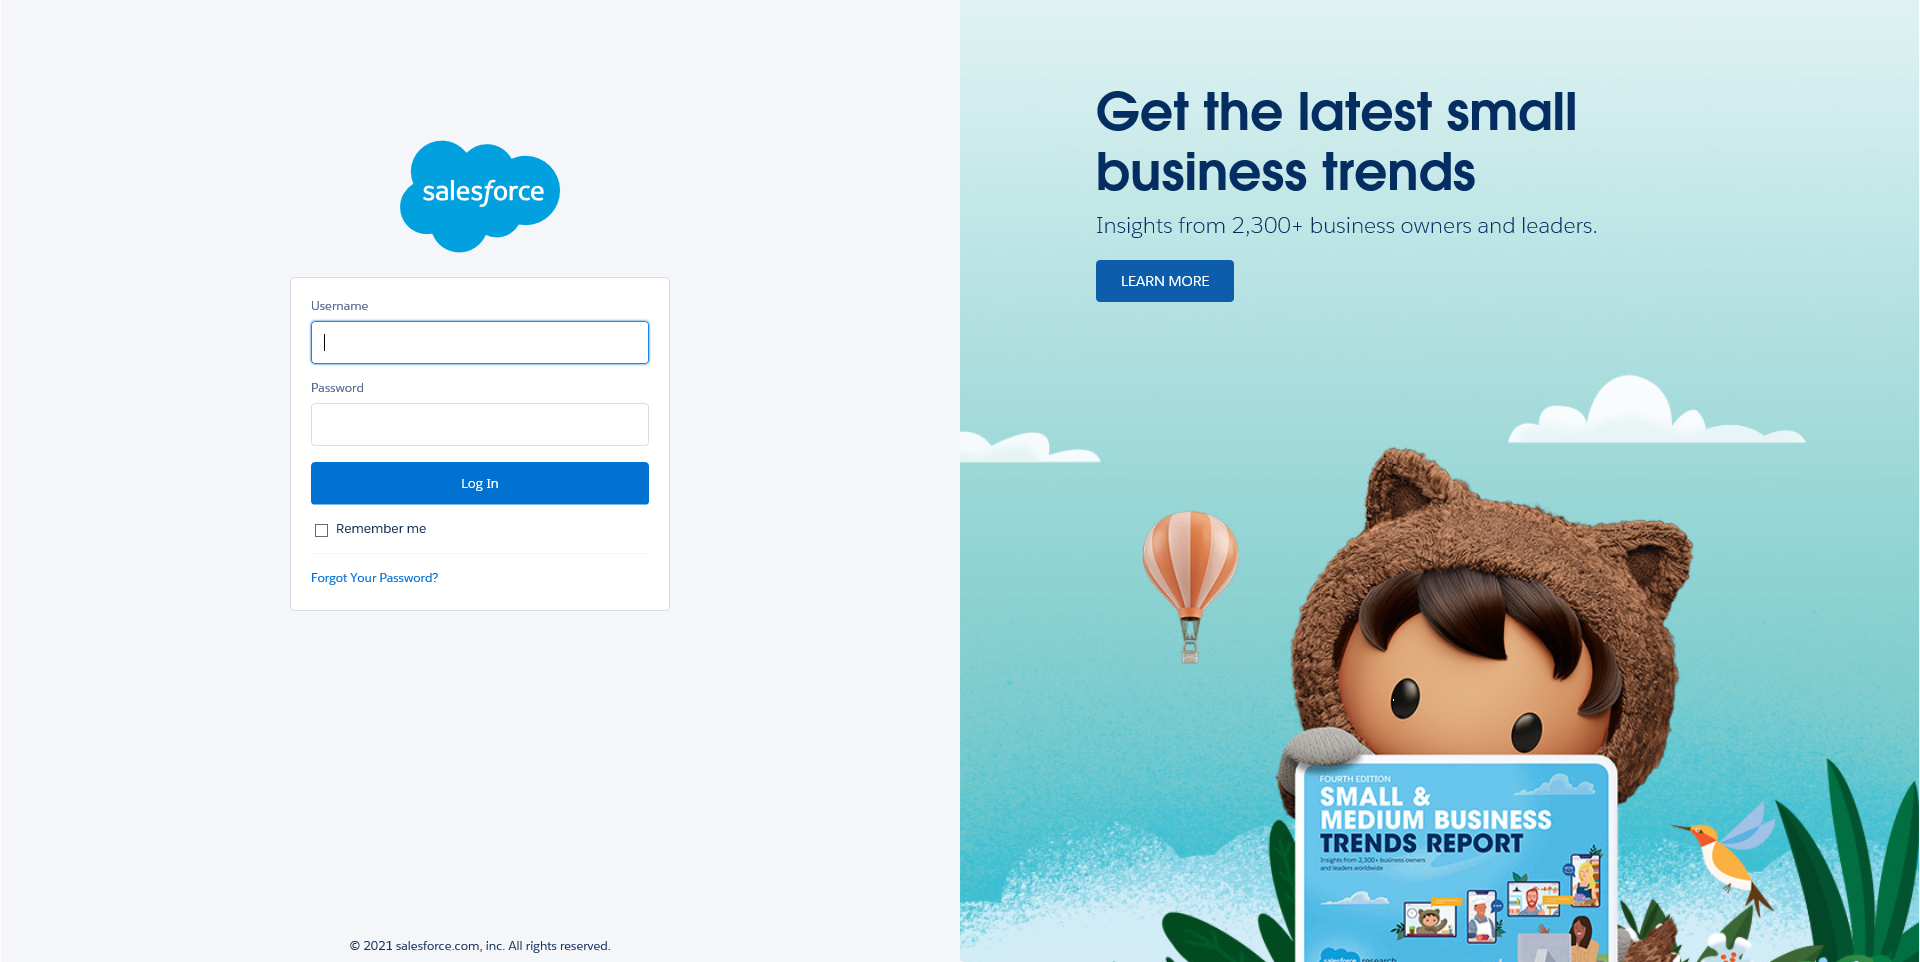 salesforce
Username
Password
Log In
Remember me
Forgot Your Password?
© 2021 salesforce.com, inc. All rights reserved.
Get the latest small
business trends
Insights from 2,300+ business owners and leaders.
LEARN MORE
FOURTH EDITION
SMALL &
MEDIUM BUSINESS
TRENDS REPORT
Insights from 2,300+ business owners
and leaders worldwide
salesforce research